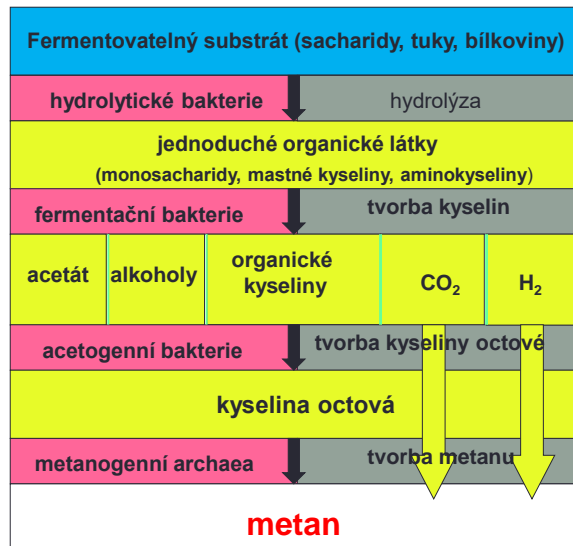 Fermentovatelný substrát (sacharidy, tuky, bílkoviny)
hydrolytické bakterie
hydrolýza
jednoduché organické látky
(monosacharidy, mastné kyseliny, aminokyseliny)
fermentační bakterie
tvorba kyselin
acetát
alkoholy
organické
kyseliny
CO₂
H₂
acetogenní bakterie
tvorba kyseliny octové
kyselina octová
metanogenní archaea
tvorba metanu
metan